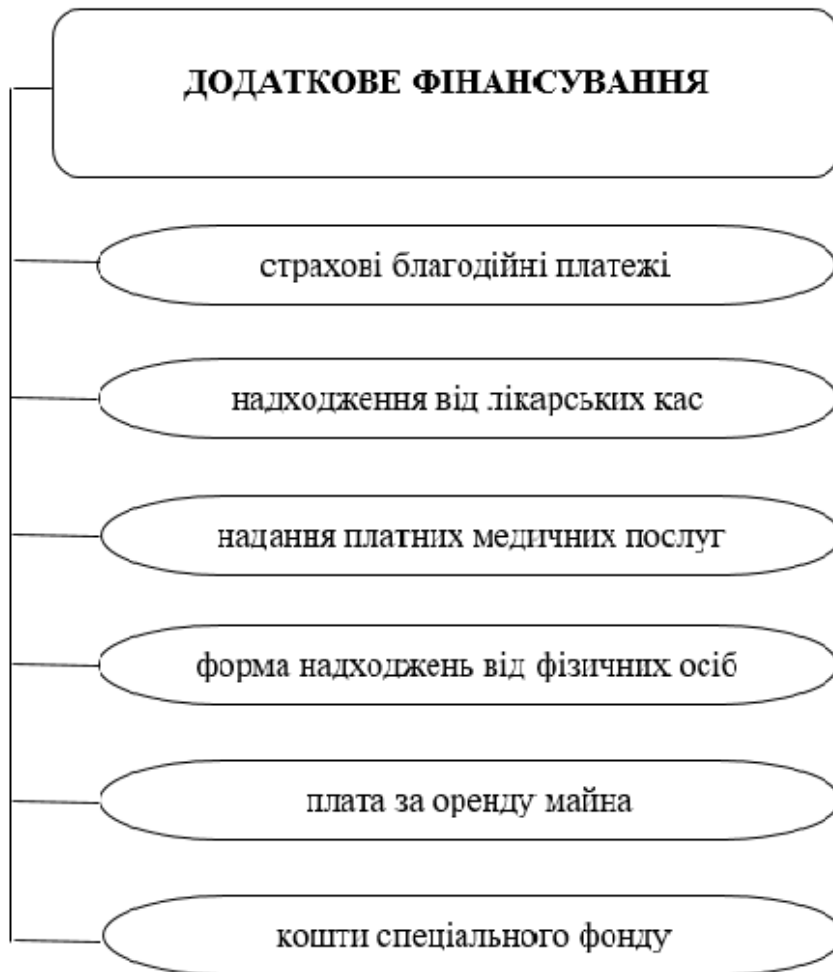 ДОДАТКОВЕ ФІНАНСУВАННЯ
страхові благодійні платежі
надходження від лікарських кас
надання платних медичних послуг
форма надходжень від фізичних осіб
плата за оренду майна
кошти спеціального фонду